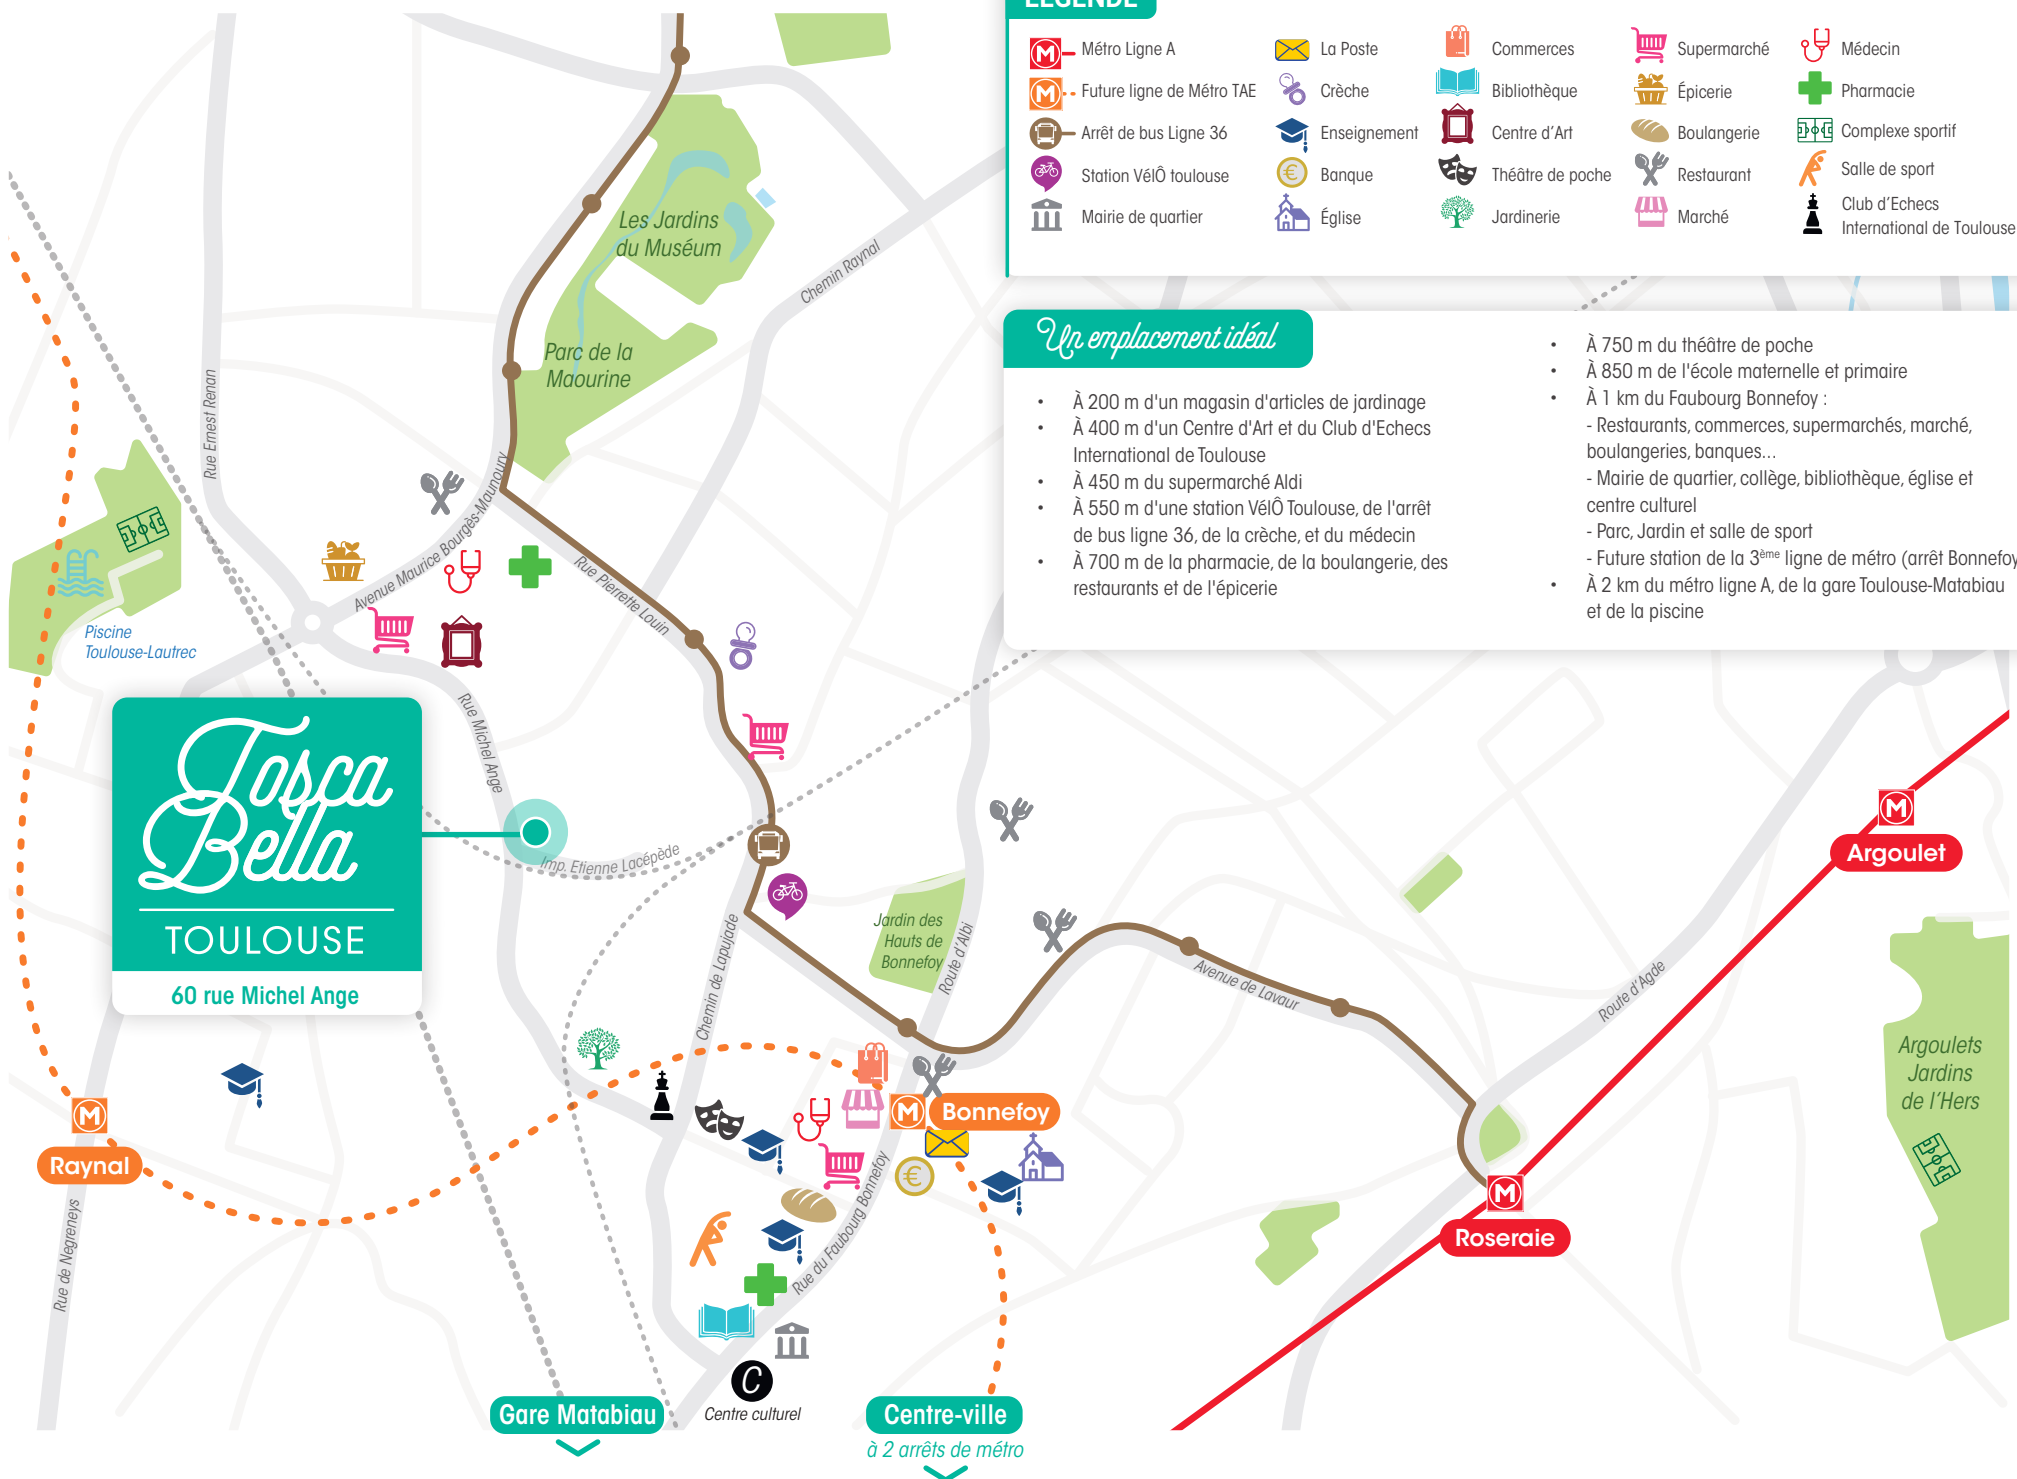 LÉGENDE
Métro Ligne A
Future ligne de Métro TAE
Arrêt de bus Ligne 36
Station VélÔ toulouse
Mairie de quartier
La Poste
Crèche
Enseignement
Banque
Église
Commerces
Bibliothèque
Centre d'Art
Théâtre de poche
Jardinerie
Supermarché
Épicerie
Boulangerie
Restaurant
Marché
Médecin
Pharmacie
Complexe sportif
Salle de sport
Club d'Echecs
International de Toulouse
Un emplacement idéal
• À 200 m d'un magasin d'articles de jardinage
• À 400 m d'un Centre d'Art et du Club d'Echecs
International de Toulouse
• À 450 m du supermarché Aldi
• À 550 m d'une station VélÔ Toulouse, de l'arrêt
de bus ligne 36, de la crèche, et du médecin
• À 700 m de la pharmacie, de la boulangerie, des
restaurants et de l'épicerie
• À 750 m du théâtre de poche
• À 850 m de l'école maternelle et primaire
• À 1 km du Faubourg Bonnefoy :
- Restaurants, commerces, supermarchés, marché,
boulangeries, banques...
- Mairie de quartier, collège, bibliothèque, église et
centre culturel
- Parc, Jardin et salle de sport
- Future station de la 3ème ligne de métro (arrêt Bonnefoy
• À 2 km du métro ligne A, de la gare Toulouse-Matabiau
et de la piscine
Les Jardins
du Muséum
Chemin Raynal
Parc de la
Maourine
Rue Ernest Renan
Avenue Maurice Bourgès-Maunoury
Rue Pierrette Louin
Piscine
Toulouse-Lautrec
Rue Michel Ange
Tosca
Bella
TOULOUSE
60 rue Michel Ange
Imp. Etienne Lacépède
M
Argoulet
Jardin des
Hauts de
Bonnefoy
Route d'Albi
Chemin de Lapujade
Avenue de Lavaur
Route d'Agde
Argoulets
Jardins
de l'Hers
M
Raynal
M
Bonnefoy
€
M
Roseraie
Rue de Negreneys
Rue du Faubourg Bonnefoy
C
Centre culturel
Gare Matabiau
Centre-ville
à 2 arrêts de métro